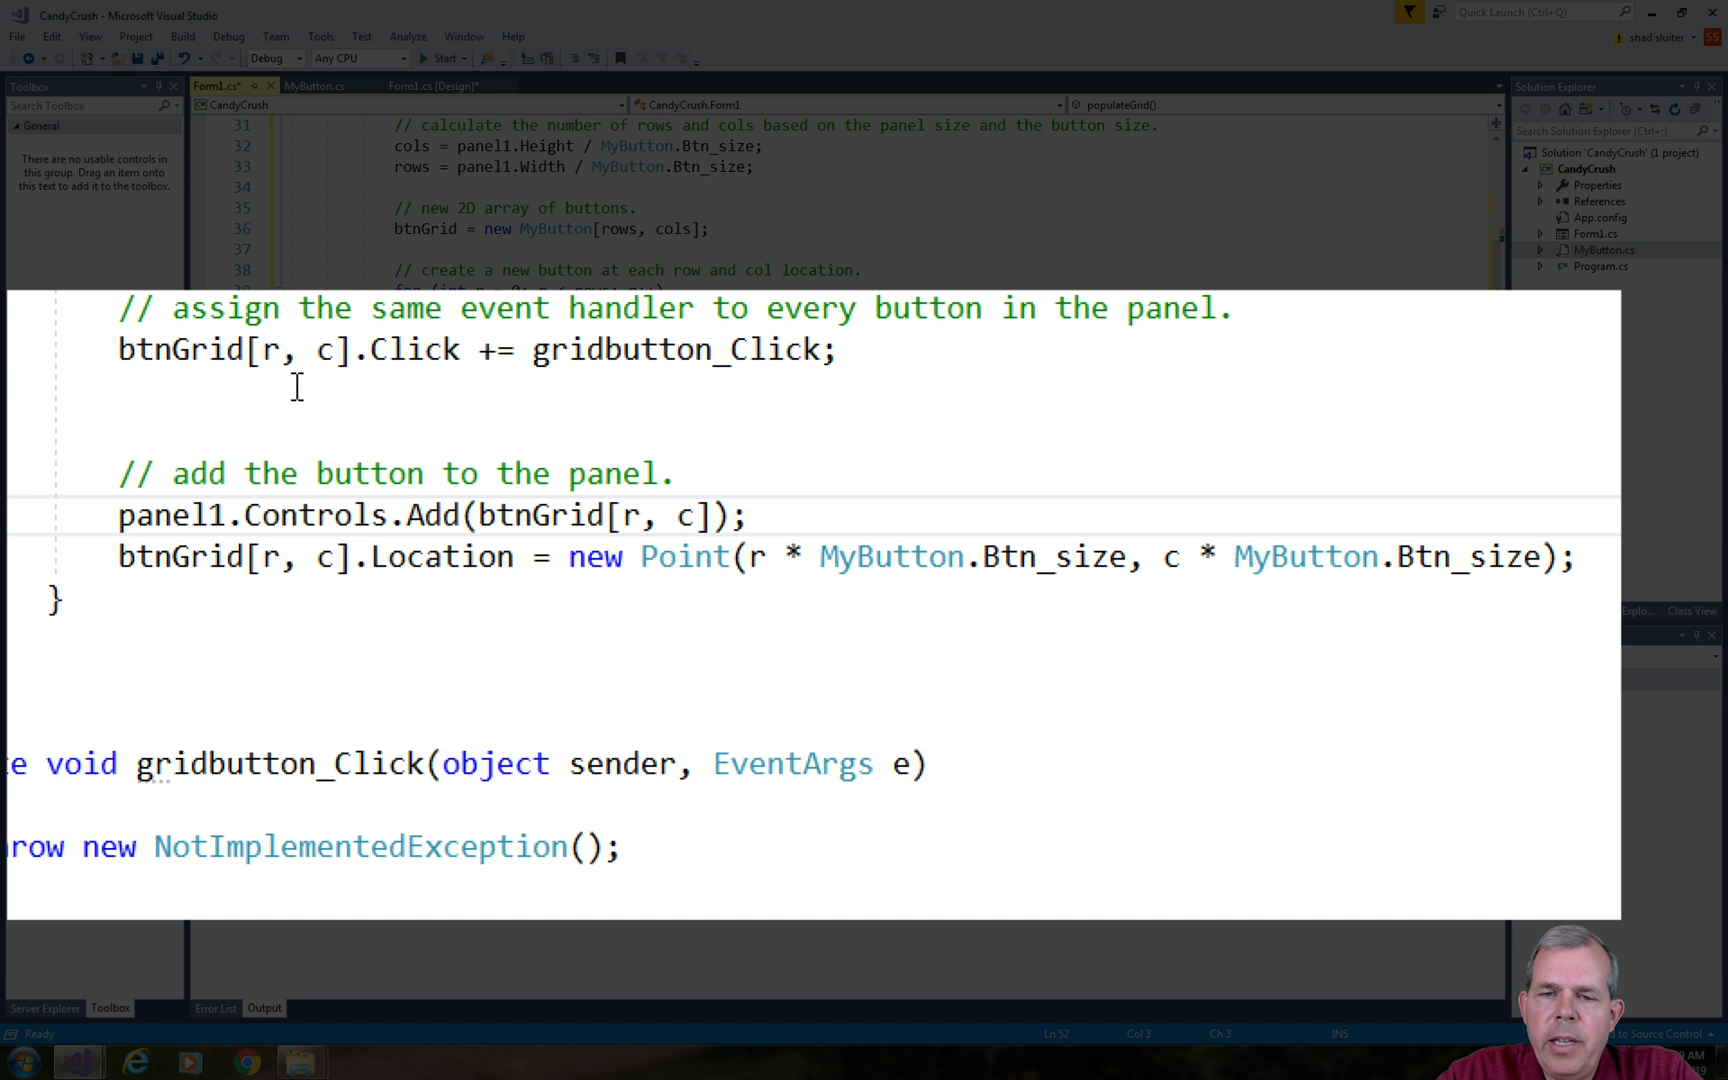 CandyCrush - Microsoft Visual Studio
Quick Launch (Ctrl+Q)
File Edit View Project Build Debug Team Tools Test Analyze Window Help
shad sluiter
SS
Debug Any CPU Start
Toolbox
Form1.cs* MyButton.cs Form1.cs [Design]*
Solution Explorer
Search Toolbox
CandyCrush
CandyCrush.Form1
populateGrid()
General
There are no usable controls in
this group. Drag an item onto
this text to add it to the toolbox.
Search Solution Explorer (Ctrl+;)
Solution 'CandyCrush' (1 project)
CandyCrush
Properties
References
App.config
Form1.cs
MyButton.cs
Program.cs
31 // calculate the number of rows and cols based on the panel size and the button size.
32 cols = panel1.Height / MyButton.Btn_size;
33 rows = panel1.Width / MyButton.Btn_size;
34
35 // new 2D array of buttons.
36 btnGrid = new MyButton[rows, cols];
37
38 // create a new button at each row and col location.
// assign the same event handler to every button in the panel.
btnGrid[r, c].Click += gridbutton_Click;
// add the button to the panel.
panel1.Controls.Add(btnGrid[r, c]);
btnGrid[r, c].Location = new Point(r * MyButton.Btn_size, c * MyButton.Btn_size);
}
e void gridbutton_Click(object sender, EventArgs e)
row new NotImplementedException();
Explo... Class View
Server Explorer Toolbox
Error List Output
Ready
Ln 52 Col 3 Ch 3 INS
d to Source Control
9 AM